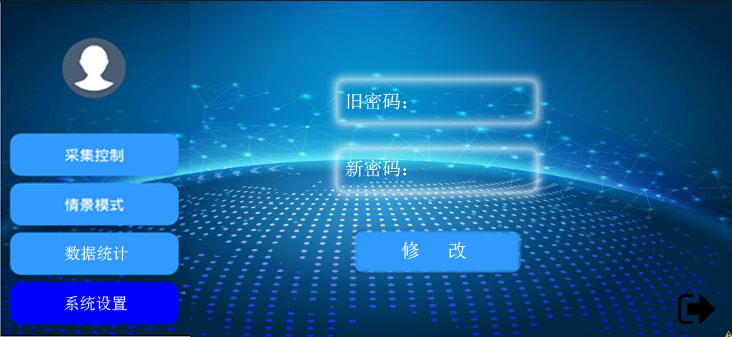 采集控制
情景模式
数据统计
系统设置
旧密码：
新密码：
修 改